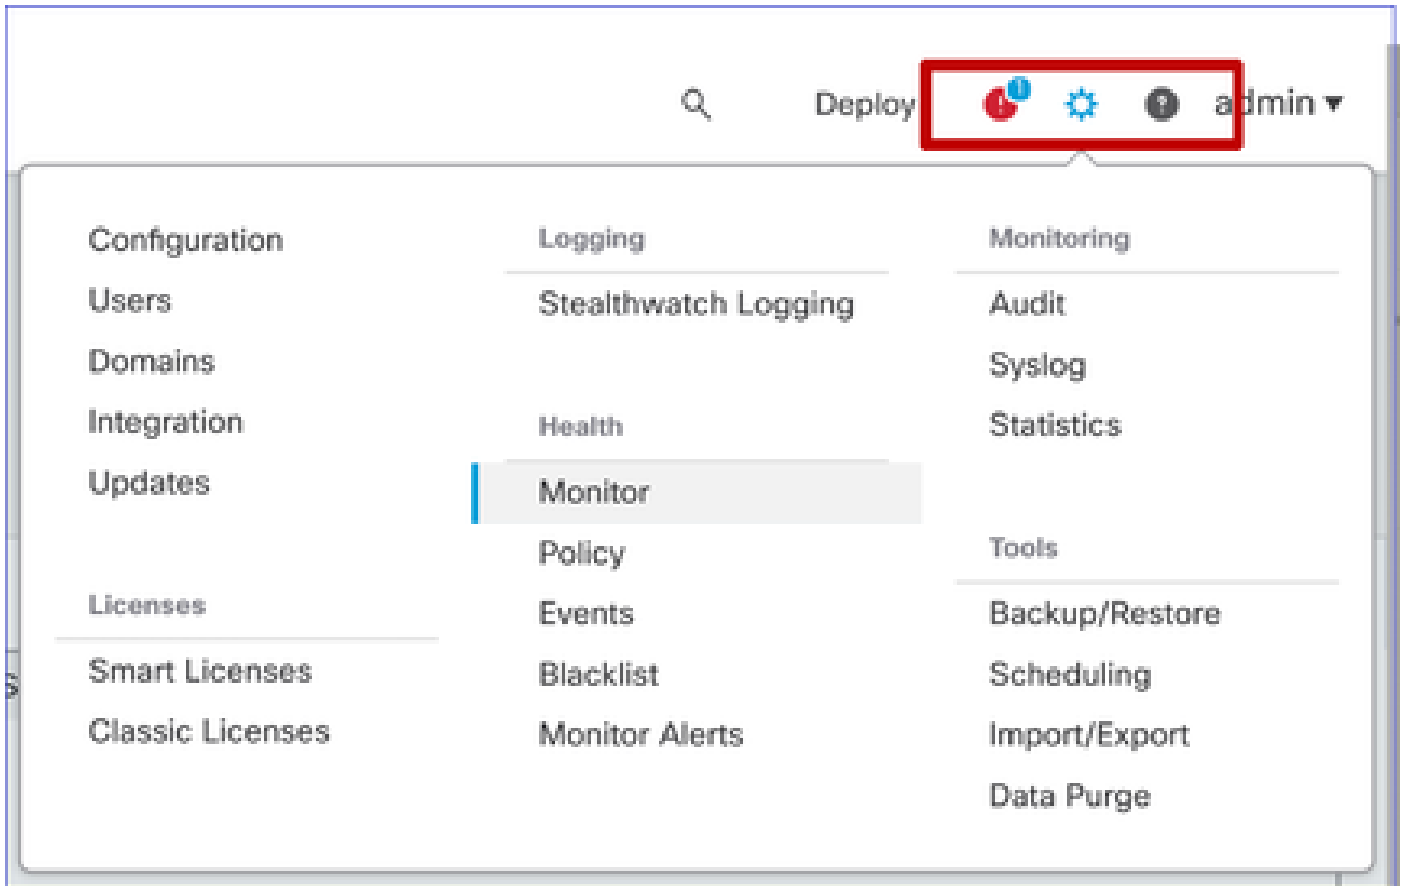 Deploy
admin
Configuration
Users
Domains
Integration
Updates
Licenses
Smart Licenses
Classic Licenses
Logging
Stealthwatch Logging
Health
Monitor
Policy
Events
Blacklist
Monitor Alerts
Monitoring
Audit
Syslog
Statistics
Tools
Backup/Restore
Scheduling
Import/Export
Data Purge